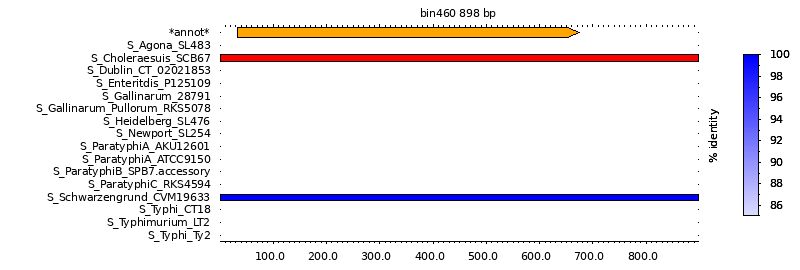 bin460 898 bp
*annot*
S_Agona_SL483
S_Choleraesuis_SCB67
S_Dublin_CT_02021853
S_Enteritdis_P125109
S_Gallinarum_28791
S_Gallinarum_Pullorum_RKS5078
S_Heidelberg_SL476
S_Newport_SL254
S_ParatyphiA_AKU12601
S_ParatyphiA_ATCC9150
S_ParatyphiB_SPB7.accessory
S_ParatyphiC_RKS4594
S_Schwarzengrund_CVM19633
S_Typhi_CT18
S_Typhimurium_LT2
S_Typhi_Ty2
100.0 200.0 300.0 400.0 500.0 600.0 700.0 800.0
% identity
100
98
96
94
92
90
88
86